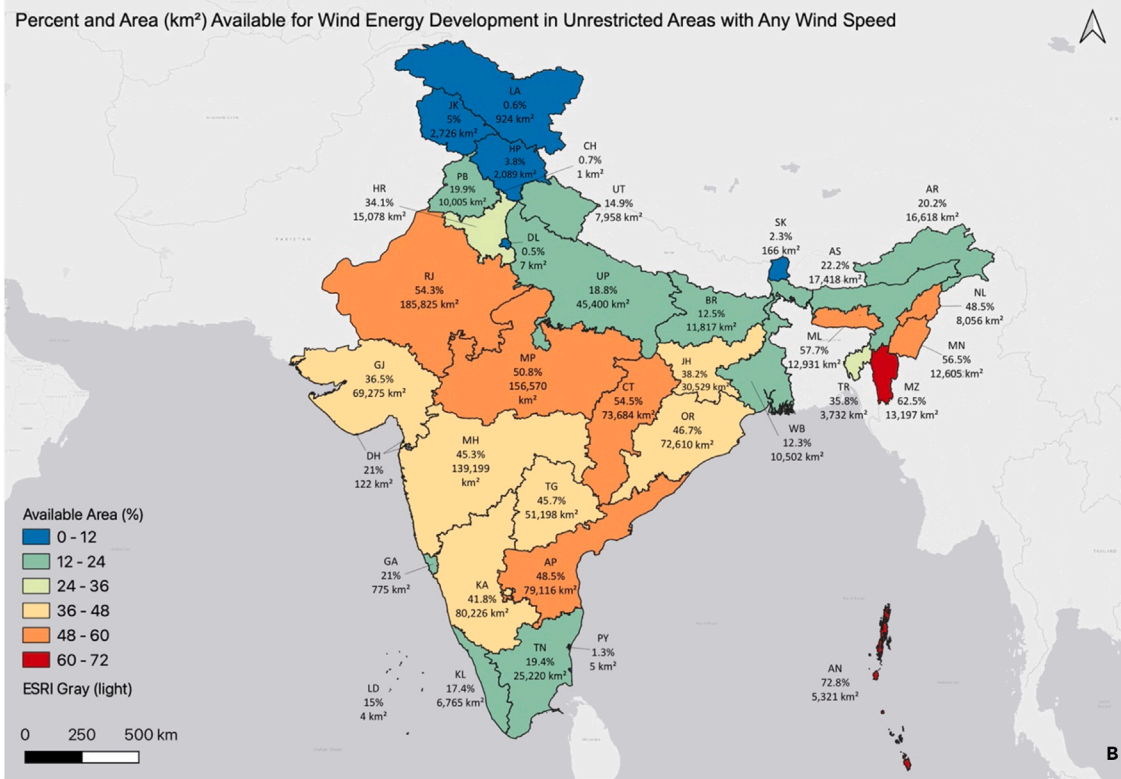 Percent and Area (km²) Available for Wind Energy Development in Unrestricted Areas with Any Wind Speed
LA
0.6%
924 km²
JK
5%
2,726 km²
HP
3.8%
2,089 km²
CH
0.7%
1 km²
PB
19.9%
10,005 km²
HR
34.1%
15,078 km²
UT
14.9%
7,958 km²
DL
0.5%
7 km²
SK
2.3%
166 km²
AR
20.2%
16,618 km²
AS
22.2%
17,418 km²
PAKISTAN
RJ
54.3%
185,825 km²
UP
18.8%
45,400 km²
BR
12.5%
11,817 km²
NL
48.5%
8,056 km²
ML
57.7%
12,931 km²
MN
56.5%
12,605 km²
GJ
36.5%
69,275 km²
MP
50.8%
156,570
km²
JH
38.2%
30,529 km²
CT
54.5%
73,684 km²
TR
35.8%
3,732 km²
MZ
62.5%
13,197 km²
OR
46.7%
72,610 km²
WB
12.3%
10,502 km²
DH
21%
122 km²
MH
45.3%
139,199
km²
TG
45.7%
51,198 km²
Available Area (%)
0 - 12
12 - 24
24 - 36
36 - 48
48 - 60
60 - 72
ESRI Gray (light)
0 250 500 km
THAILAND
GA
21%
775 km²
KA
41.8%
80,226 km²
AP
48.5%
79,116 km²
TN
19.4%
25,220 km²
PY
1.3%
5 km²
KL
17.4%
6,765 km²
LD
15%
4 km²
AN
72.8%
5,321 km²
B